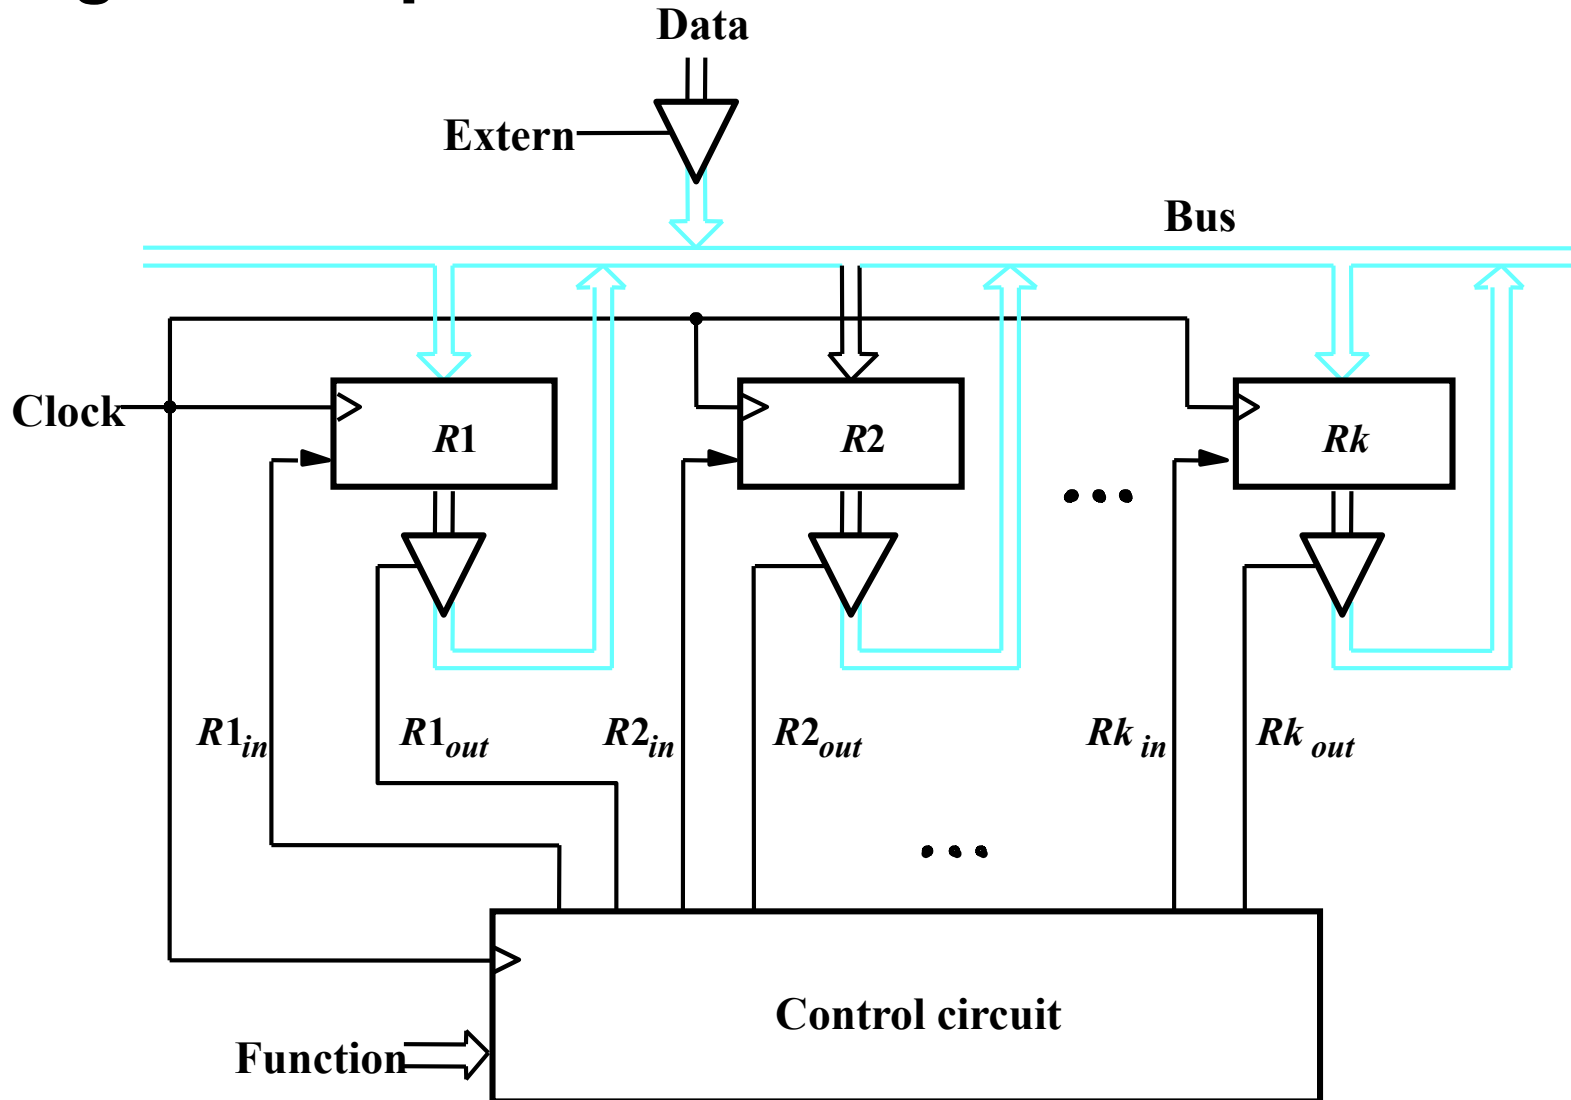 Data
Extern
Bus
Clock
R1
R2
Rk
...
R1in
R1out
R2in
R2out
Rk in
Rk out
...
Control circuit
Function